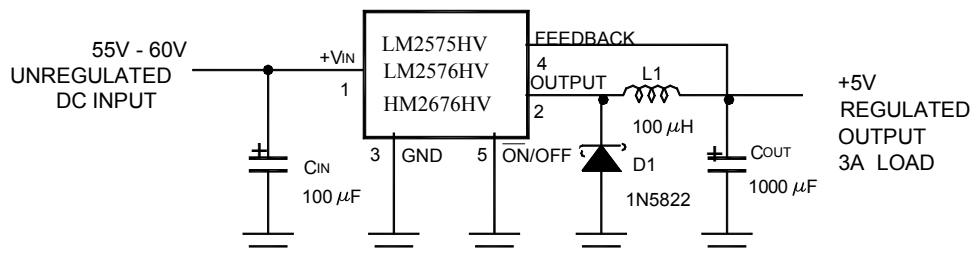 55V - 60V
UNREGULATED
DC INPUT
+VIN
1
LM2575HV
LM2576HV
HM2676HV
FEEDBACK
4
OUTPUT
2
L1
100 μH
+5V
REGULATED
OUTPUT
3A LOAD
3
GND
5
ON/OFF
+
CIN
100 μF
D1
1N5822
+
COUT
1000 μF